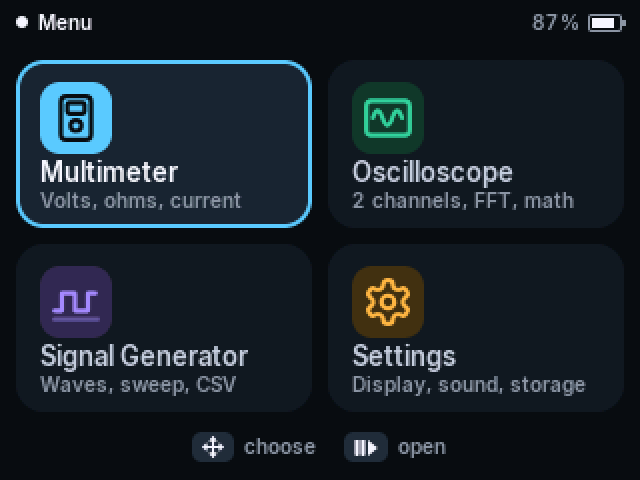 Menu
87%
Multimeter
Volts, ohms, current
Oscilloscope
2 channels, FFT, math
Signal Generator
Waves, sweep, CSV
Settings
Display, sound, storage
choose
open